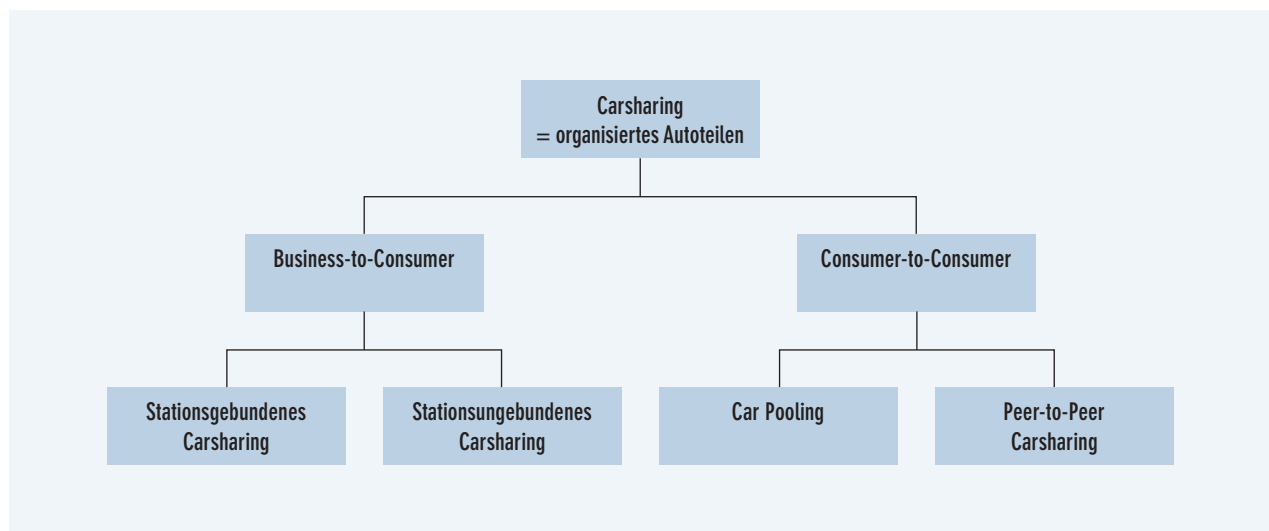 Carsharing
= organisiertes Autoteilen
Business-to-Consumer
Consumer-to-Consumer
Stationsgebundenes
Carsharing
Stationsungebundenes
Carsharing
Car Pooling
Peer-to-Peer
Carsharing